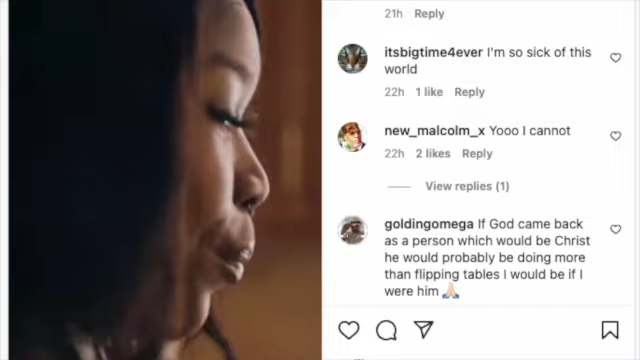 21h Reply
itsbigtime4ever I'm so sick of this
world
22h 1 like Reply
new_malcolm_x Yooo I cannot
22h 2 likes Reply
View replies (1)
goldingomega If God came back
as a person which would be Christ
he would probably be doing more
than flipping tables I would be if I
were him 🙏🏻